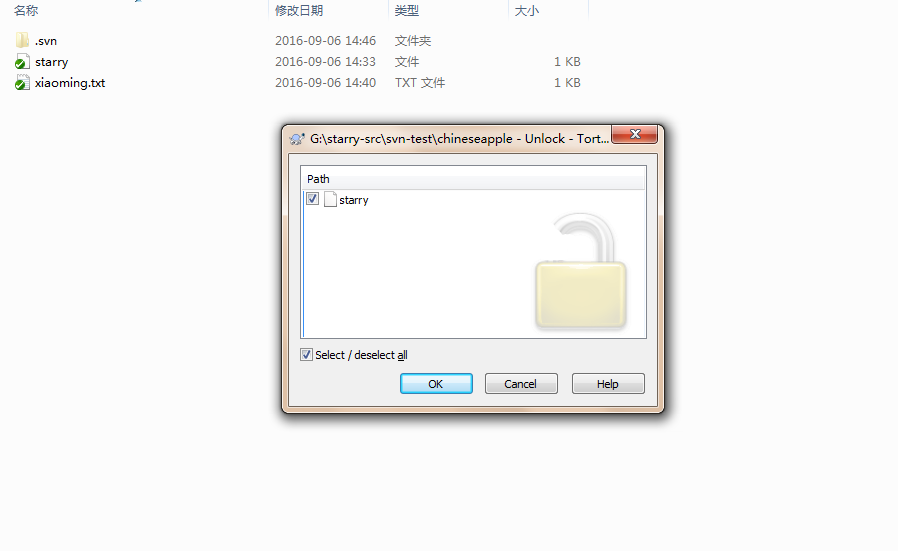 名称 修改日期 类型 大小
.svn 2016-09-06 14:46 文件夹
starry 2016-09-06 14:33 文件 1 KB
xiaoming.txt 2016-09-06 14:40 TXT 文件 1 KB
G:\starry-src\svn-test\chineseapple - Unlock - Tort...
Path
starry
Select / deselect all
OK Cancel Help